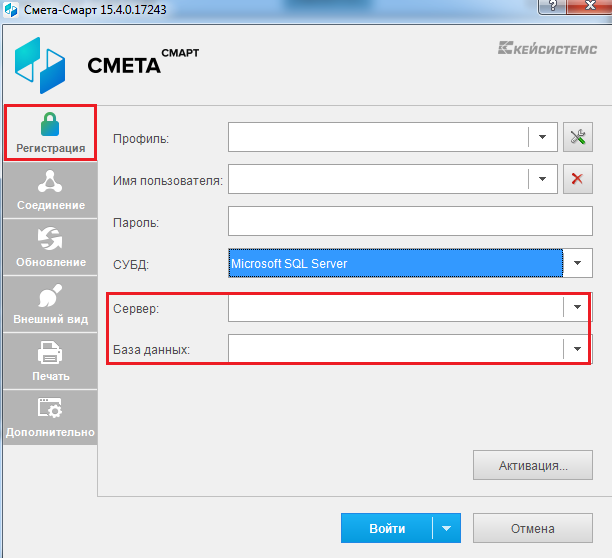 Смета-Смарт 15.4.0.17243
СМЕТА СМАРТ
КЕЙСИСТЕМС
Регистрация
Соединение
Обновление
Внешний вид
Печать
Дополнительно
Профиль:
Имя пользователя:
Пароль:
СУБД:
Microsoft SQL Server
Сервер:
База данных:
Активация...
Войти
Отмена